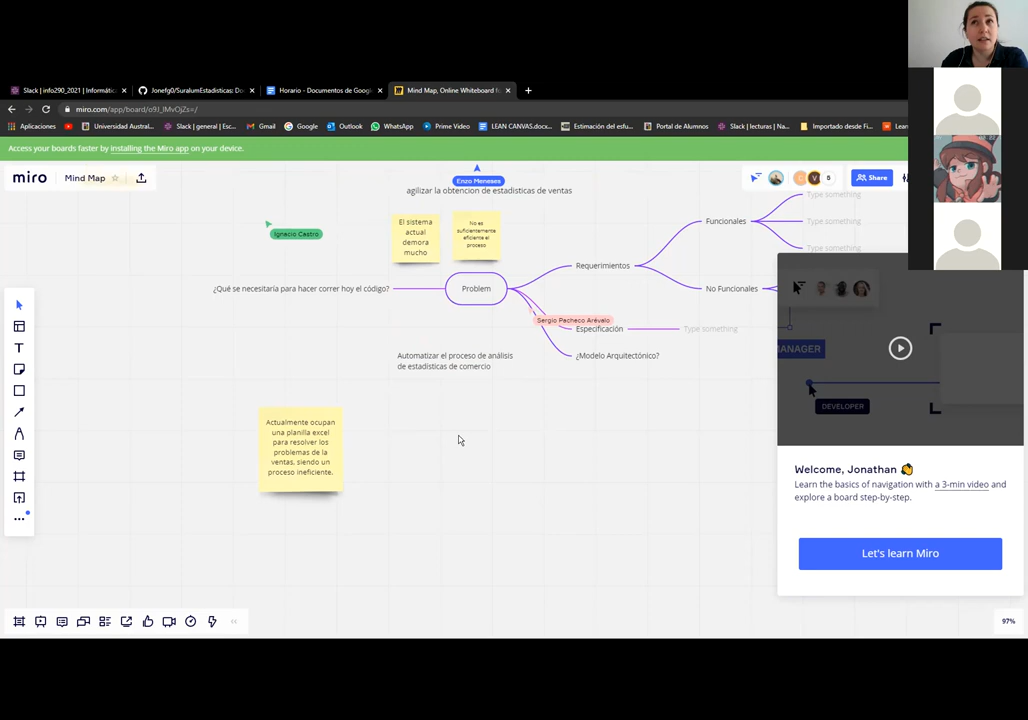 Slack | info290_2021 | Informátic
Jonefg0/SuralumEstadisticas: Do
Horario - Documentos de Google
Mind Map, Online Whiteboard f
miro.com/app/board/o9J_lMvOjZs=/
Aplicaciones
Universidad Austral...
Slack | general | Esc...
Gmail
Google
Outlook
WhatsApp
Prime Video
LEAN CANVAS.docx...
Estimación del esfu...
Portal de Alumnos
Slack | lecturas | Na...
Importado desde Fi...
Lean
Access your boards faster by installing the Miro app on your device.
miro
Mind Map
Share
5
Enzo Meneses
agilizar la obtencion de estadisticas de ventas
Type something
Ignacio Castro
El sistema
actual
demora
mucho
No es
suficientemente
eficiente el
proceso
Funcionales
Type something
Type something
Requerimientos
¿Qué se necesitaria para hacer correr hoy el código?
Problem
No Funcionales
Sergio Pacheco Arévalo
Especificación
Type something
¿Modelo Arquitectónico?
Automatizar el proceso de análisis
de estadísticas de comercio
MANAGER
DEVELOPER
Actualmente ocupan
una planilla excel
para resolver los
problemas de la
ventas, siendo un
proceso ineficiente.
Welcome, Jonathan
Learn the basics of navigation with a 3-min video and
explore a board step-by-step.
Let's learn Miro
97%